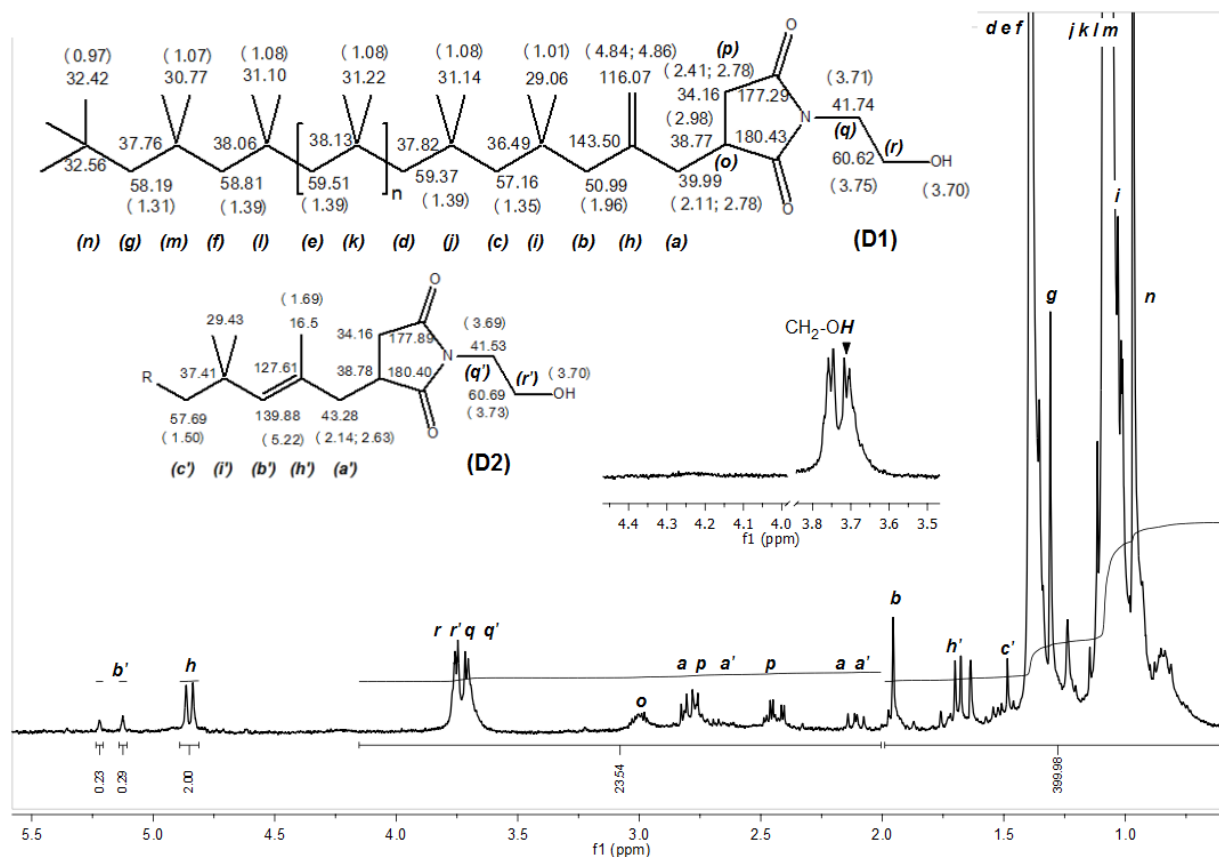 d e f
j k l m
( 0.97)
( 1.07)
( 1.08)
( 1.08)
( 1.08)
( 1.01)
( 4.84; 4.86)
(p)
O
32.42
30.77
31.10
31.22
31.14
29.06
116.07
( 2.41; 2.78)
34.16
177.29
( 3.71)
41.74
( 2.98)
37.76
38.06
38.13
37.82
36.49
143.50
38.77
180.43
N
(q)
(r)
32.56
(o)
60.62
OH
58.19
58.81
59.51
n
59.37
57.16
50.99
39.99
( 3.75)
( 3.70)
( 1.31)
( 1.39)
( 1.39)
( 1.39)
( 1.35)
( 1.96)
( 2.11; 2.78)
O
(n)
(g)
(m)
(f)
(l)
(e)
(k)
(d)
(j)
(c)
(i)
(b)
(h)
(a)
(D1)
i
g
n
( 1.69)
O
29.43
16.5
34.16
177.89
( 3.69)
41.53
R
37.41
127.61
38.78
180.40
N
(q')
(r')
( 3.70)
60.69
OH
57.69
139.88
43.28
( 3.73)
( 1.50)
( 5.22)
( 2.14; 2.63)
O
(c')
(i')
(b')
(h')
(a')
(D2)
CH2-OH
4.4
4.3
4.2
4.1
4.0
3.8
3.7
3.6
3.5
f1 (ppm)
b'
h
r r' q q'
o
a p a'
p
a a'
b
h'
c'
0.23
0.29
2.00
23.54
399.98
5.5
5.0
4.5
4.0
3.5
3.0
2.5
2.0
1.5
1.0
f1 (ppm)